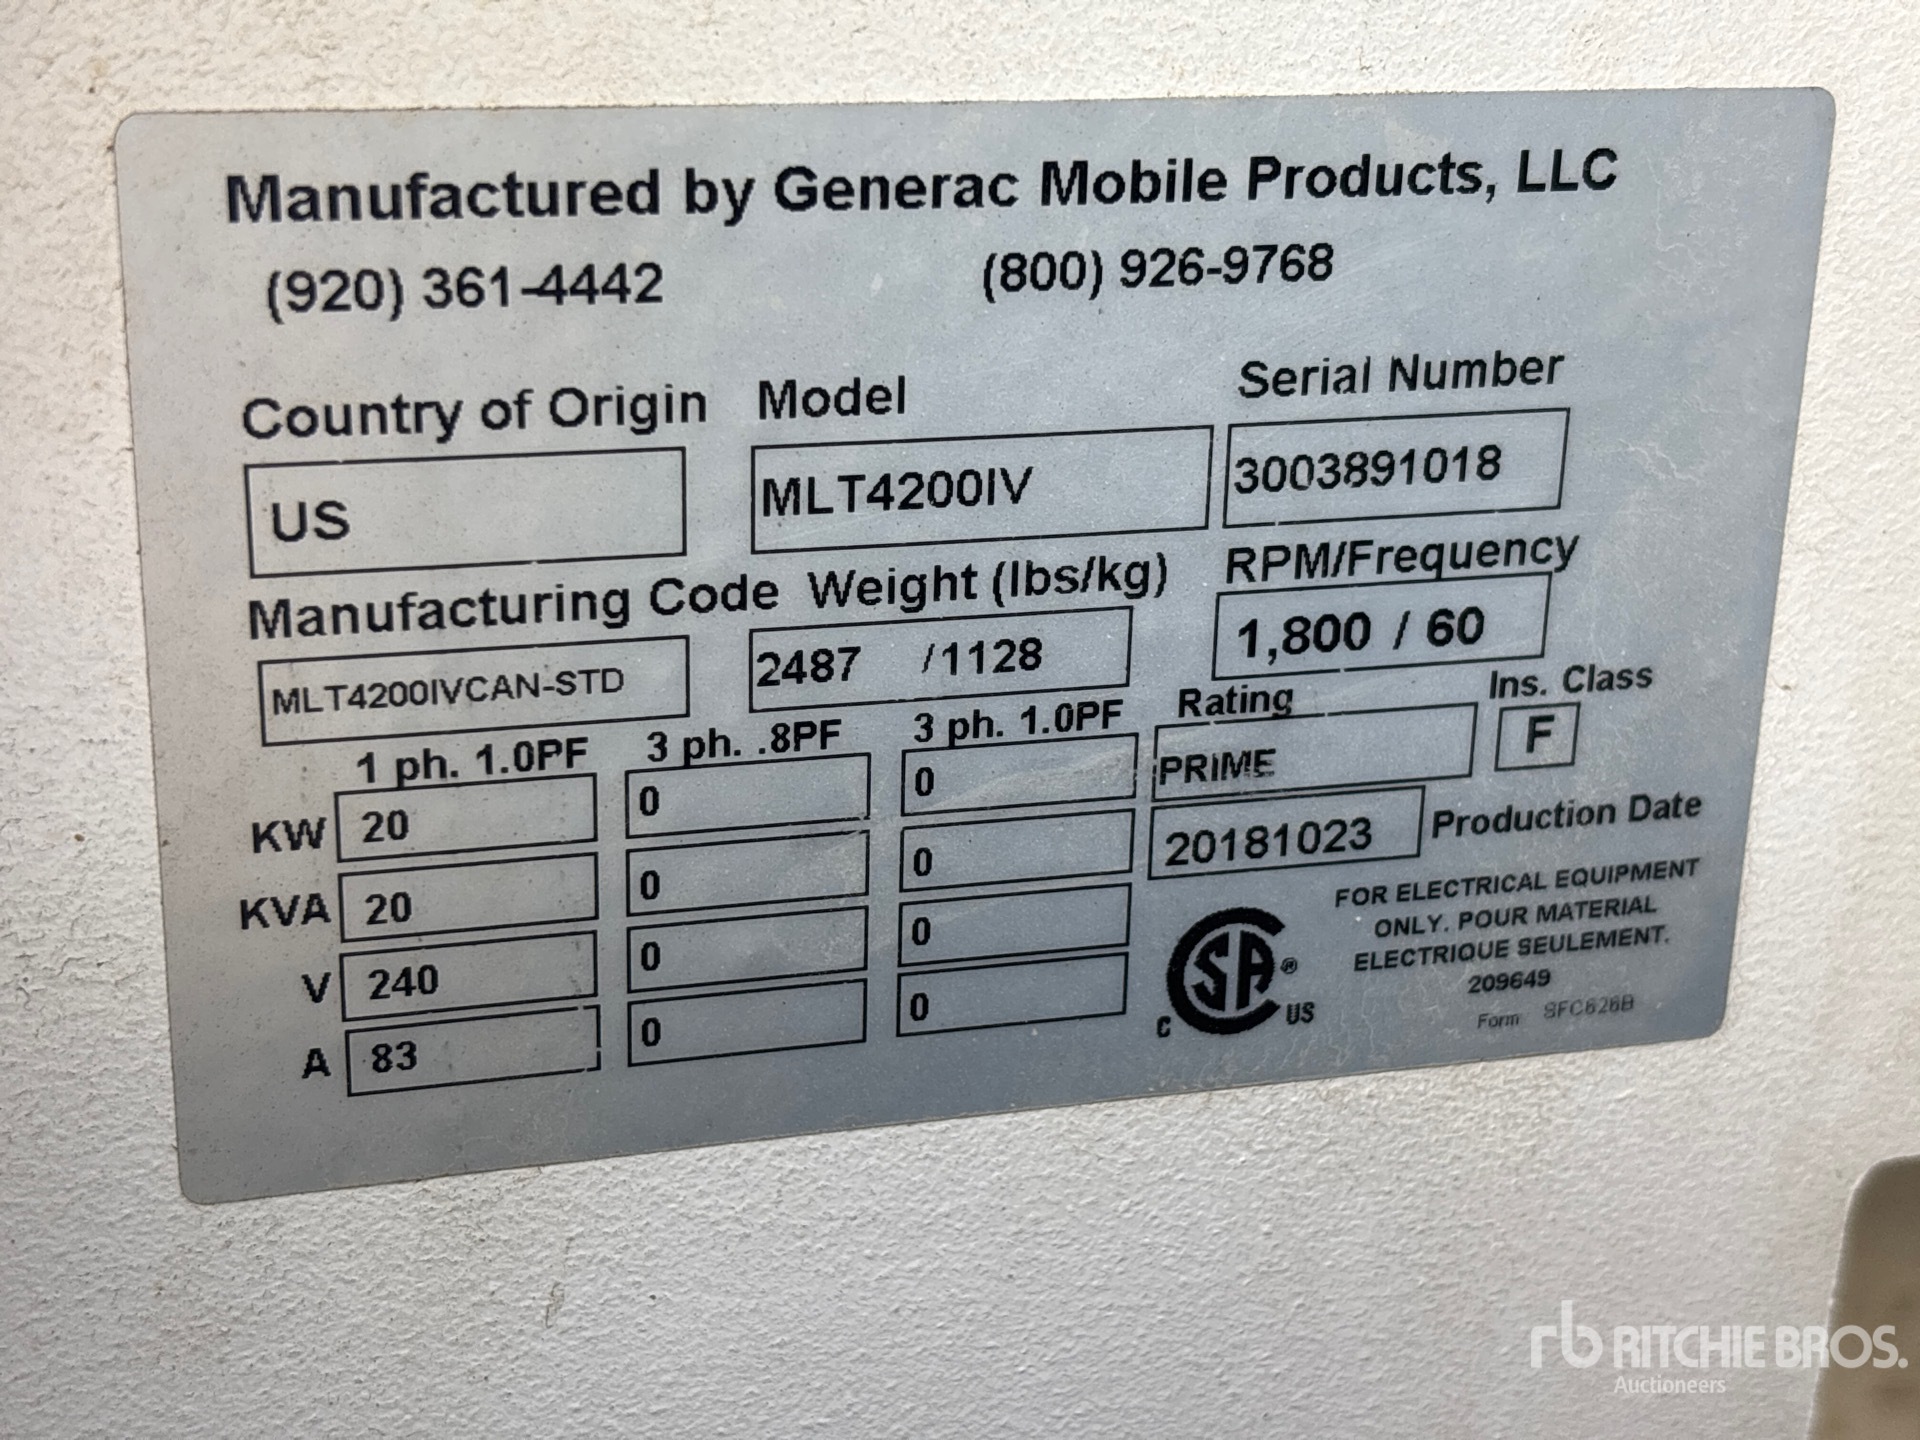 Manufactured by Generac Mobile Products, LLC
(920) 361-4442 (800) 926-9768
Country of Origin Model Serial Number
US MLT4200IV 3003891018
Manufacturing Code Weight (lbs/kg) RPM/Frequency
MLT4200IVCAN-STD 2487 /1128 1,800 / 60
1 ph. 1.0PF 3 ph. .8PF 3 ph. 1.0PF Rating Ins. Class
PRIME F
KW 20 0 0
20181023 Production Date
KVA 20 0 0
V 240 0 0
A 83 0 0
FOR ELECTRICAL EQUIPMENT
ONLY. POUR MATERIAL
ELECTRIQUE SEULEMENT.
209649
C SA ® US
Form SFC626B
rb RITCHIE BROS.
Auctioneers